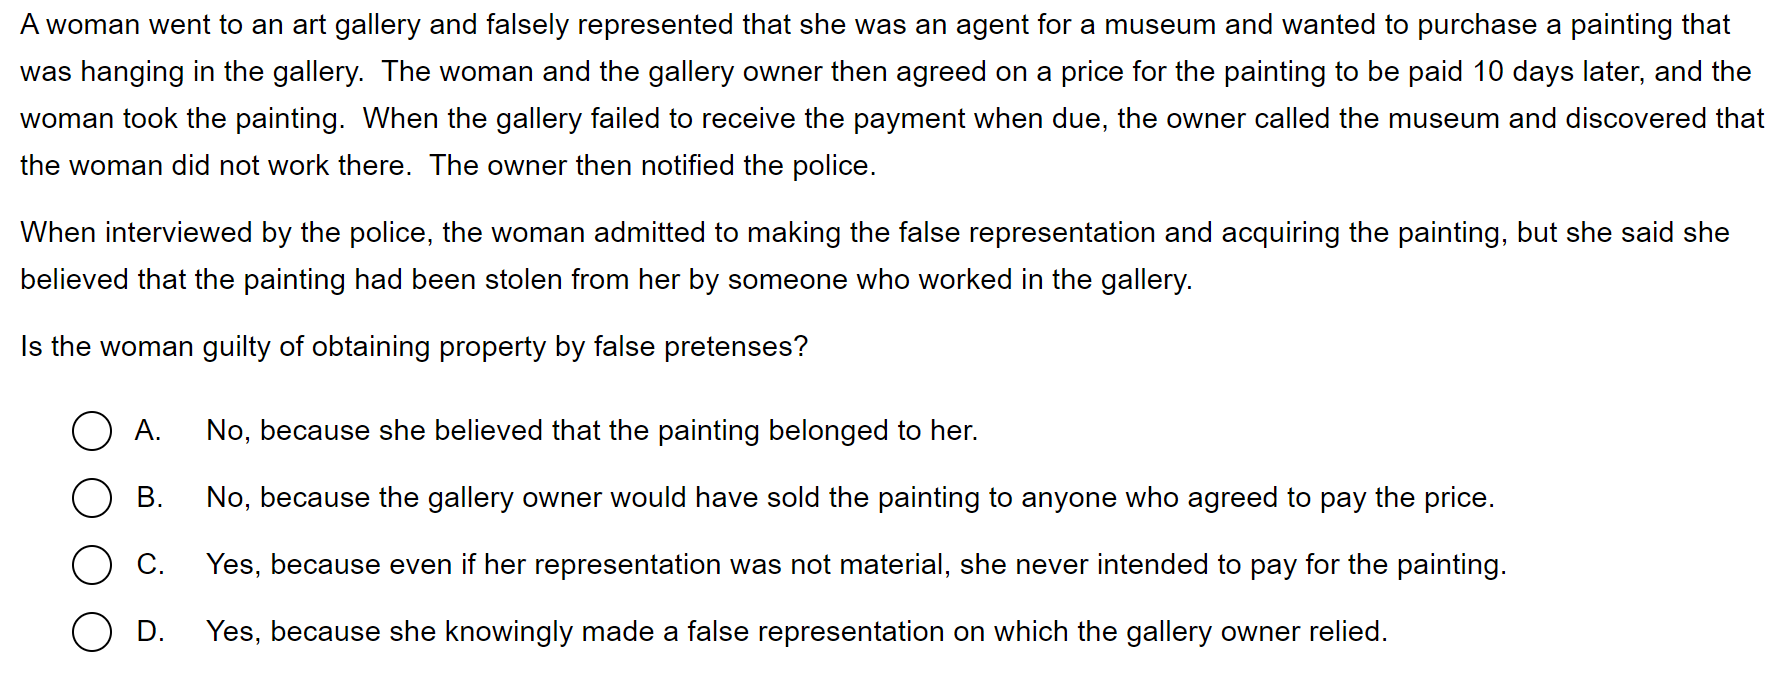 A woman went to an art gallery and falsely represented that she was an agent for a museum and wanted to purchase a painting that
was hanging in the gallery.  The woman and the gallery owner then agreed on a price for the painting to be paid 10 days later, and the
woman took the painting.  When the gallery failed to receive the payment when due, the owner called the museum and discovered that
the woman did not work there.  The owner then notified the police.
When interviewed by the police, the woman admitted to making the false representation and acquiring the painting, but she said she
believed that the painting had been stolen from her by someone who worked in the gallery.
Is the woman guilty of obtaining property by false pretenses?
A. No, because she believed that the painting belonged to her.
B. No, because the gallery owner would have sold the painting to anyone who agreed to pay the price.
C. Yes, because even if her representation was not material, she never intended to pay for the painting.
D. Yes, because she knowingly made a false representation on which the gallery owner relied.